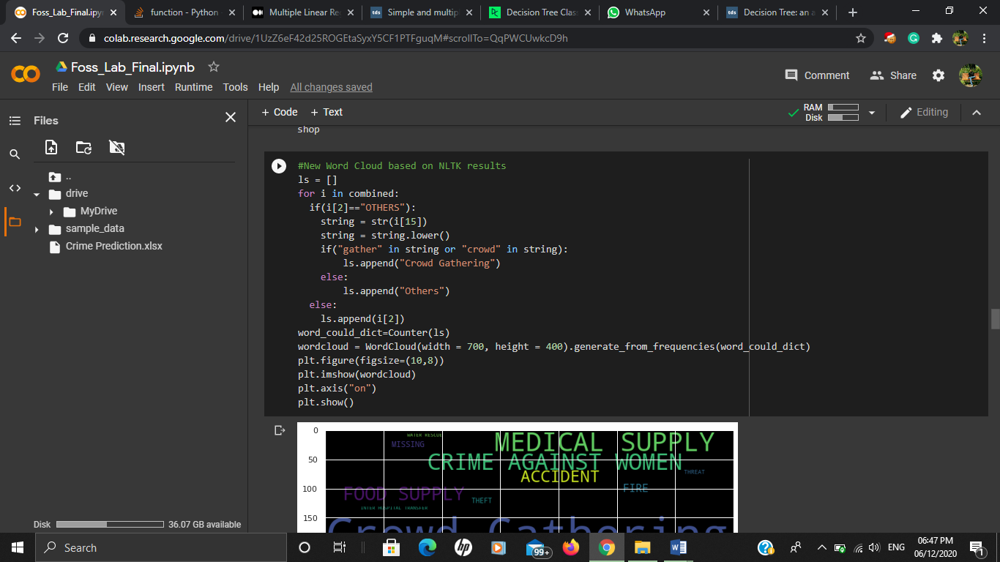 Foss_Lab_Final.ipyn
function - Python
Multiple Linear Re
Simple and multip
Decision Tree Clas
WhatsApp
Decision Tree: an a
colab.research.google.com/drive/1UzZ6eF42d25ROGEtaSyxY5CF1PTFguqM#scrollTo=QqPWCUwkcD9h
Foss_Lab_Final.ipynb
Comment
Share
File Edit View Insert Runtime Tools Help All changes saved
Files
+ Code + Text
RAM
Disk
Editing
shop
..
drive
MyDrive
sample_data
Crime Prediction.xlsx
#New Word Cloud based on NLTK results
ls = []
for i in combined:
if(i[2]=="OTHERS"):
string = str(i[15])
string = string.lower()
if("gather" in string or "crowd" in string):
ls.append("Crowd Gathering")
else:
ls.append("Others")
else:
ls.append(i[2])
word_could_dict=Counter(ls)
wordcloud = WordCloud(width = 700, height = 400).generate_from_frequencies(word_could_dict)
plt.figure(figsize=(10,8))
plt.imshow(wordcloud)
plt.axis("on")
plt.show()
0
50
100
150
WATER RESCUE
MISSING
MEDICAL SUPPLY
CRIME AGAINST WOMEN
ACCIDENT
THREAT
FIRE
FOOD SUPPLY
THEFT
INTER HOSPITAL TRANSFER
Crowd Gathering
Disk 36.07 GB available
Search
99+
ENG
06:47 PM
06/12/2020
1